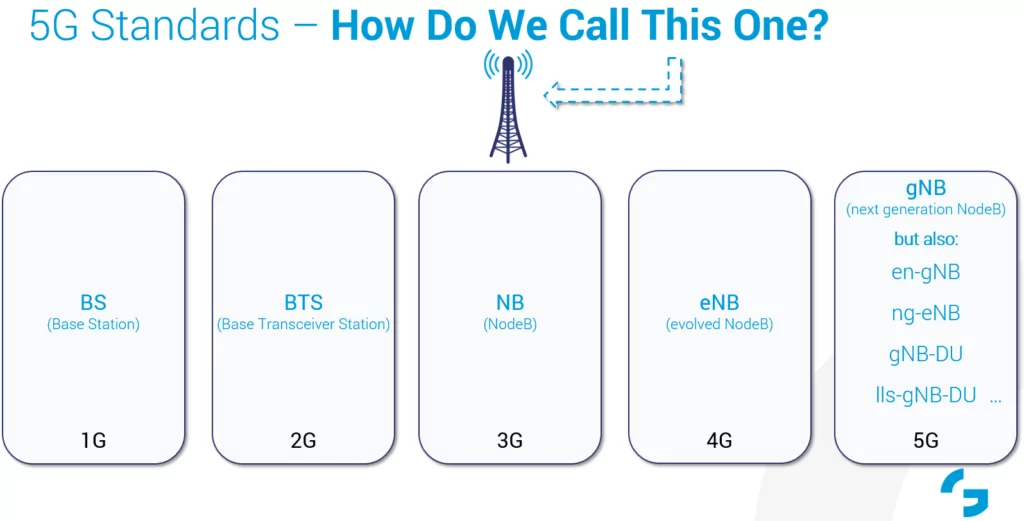 5G Standards – How Do We Call This One?
BS
(Base Station)
1G
BTS
(Base Transceiver Station)
2G
NB
(NodeB)
3G
eNB
(evolved NodeB)
4G
gNB
(next generation NodeB)
but also:
en-gNB
ng-eNB
gNB-DU
lls-gNB-DU ...
5G